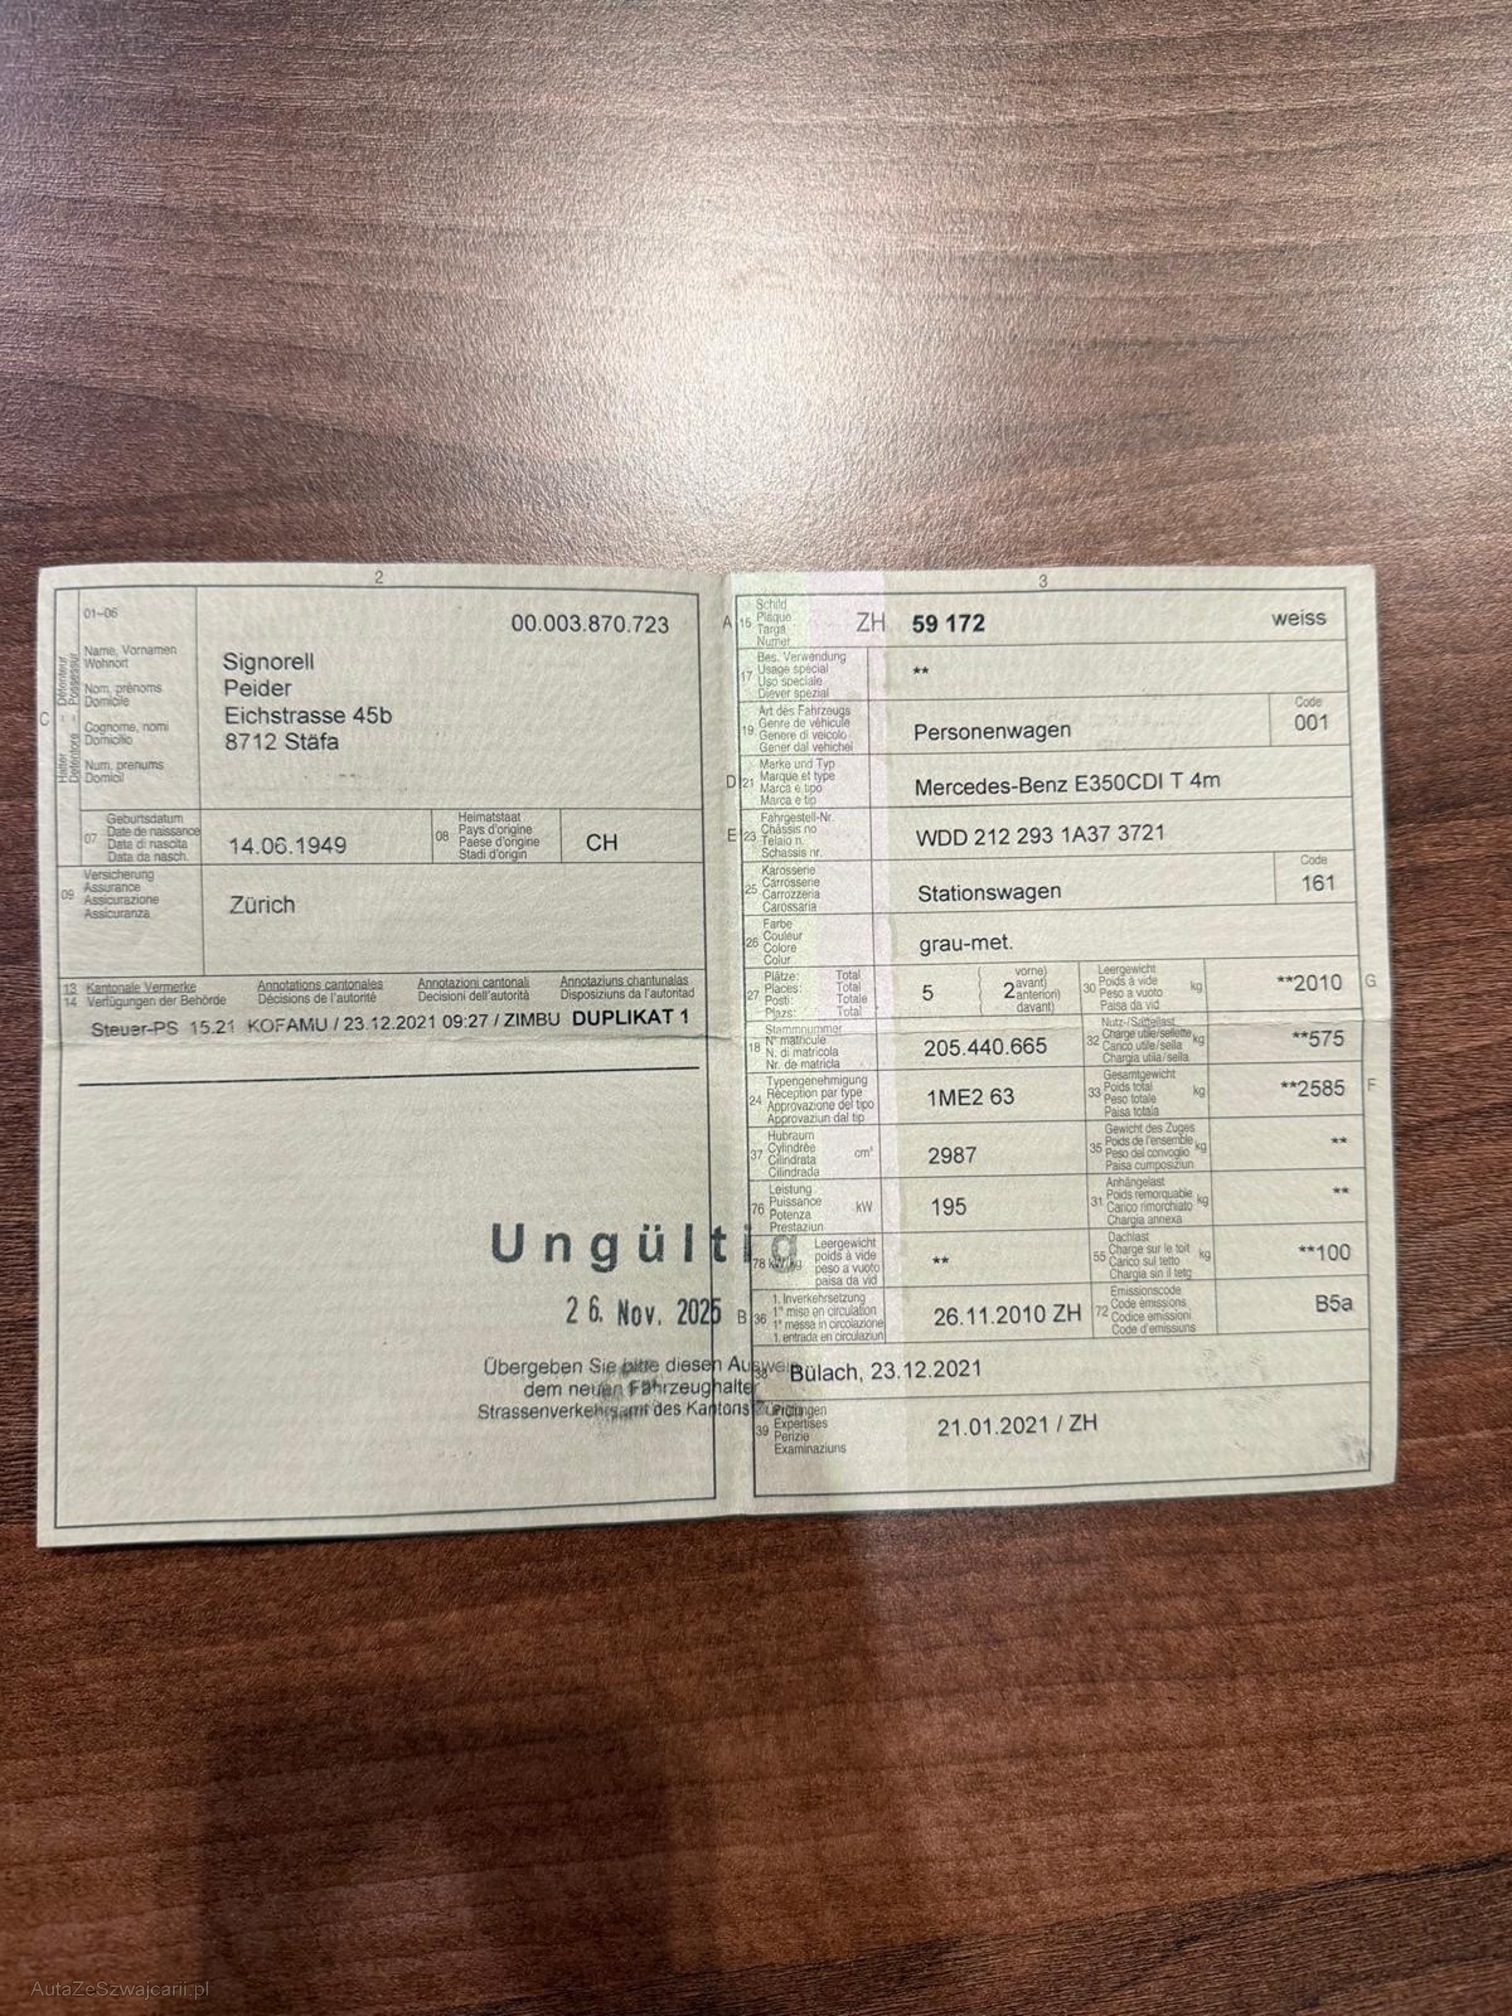 2
01–06
00.003.870.723
C
Halter Détenteur
Detentore Possessur
Name, Vornamen
Wohnort
Nom, prénoms
Domicile
Cognome, nomi
Domicilio
Num, prenums
Domicil
Signorell
Peider
Eichstrasse 45b
8712 Stäfa
07
Geburtsdatum
Date de naissance
Data di nascita
Data da nasch.
14.06.1949
08
Heimatstaat
Pays d'origine
Paese d'origine
Stadi d'origin
CH
09
Versicherung
Assurance
Assicurazione
Assicuranza
Zürich
13 Kantonale Vermerke Annotations cantonales Annotazioni cantonali Annotaziuns chantunalas
14 Verfügungen der Behörde Décisions de l'autorité Decisioni dell'autorità Disposiziuns da l'autoritad
Steuer-PS 15.21 KOFAMU / 23.12.2021 09:27 / ZIMBU DUPLIKAT 1
Ungültig
26. Nov. 2025
Übergeben Sie bitte diesen Ausweis
dem neuen Fahrzeughalter
Strassenverkehrsamt des Kantons Zürich
3
A 15
Schild
Plaque
Targa
Numer
ZH 59 172 weiss
17
Bes. Verwendung
Usage spécial
Uso speciale
Diever spezial
**
19
Art des Fahrzeugs
Genre de véhicule
Genere di veicolo
Gener dal vehichel
Personenwagen
Code
001
D 21
Marke und Typ
Marque et type
Marca e tipo
Marca e tip
Mercedes-Benz E350CDI T 4m
E 23
Fahrgestell-Nr.
Châssis no
Telaio n.
Schassis nr.
WDD 212 293 1A37 3721
25
Karosserie
Carrosserie
Carrozzeria
Carossaria
Stationswagen
Code
161
26
Farbe
Couleur
Colore
Colur
grau-met.
27
Plätze: Total
Places: Total
Posti: Totale
Plazs: Total
5
2
vorne)
avant)
anteriori)
davant)
30
Leergewicht
Poids à vide
Peso a vuoto
Paisa da vid
kg
**2010
G
18
Stammnummer
N° matricule
N. di matricola
Nr. da matricla
205.440.665
32
Nutz-/Sattellast
Charge utile/sellette
Carico utile/sella
Chargia utila/sella
kg
**575
24
Typengenehmigung
Réception par type
Approvazione del tipo
Approvaziun dal tip
1ME2 63
33
Gesamtgewicht
Poids total
Peso totale
Paisa totala
kg
**2585
F
37
Hubraum
Cylindrée
Cilindrata
Cilindrada
cm³
2987
35
Gewicht des Zuges
Poids de l'ensemble
Peso del convoglio
Paisa cumposiziun
kg
**
76
Leistung
Puissance
Potenza
Prestaziun
kW
195
31
Anhängelast
Poids remorquable
Carico rimorchiato
Chargia annexa
kg
**
78 kW/kg
Leergewicht
poids à vide
peso a vuoto
paisa da vid
**
55
Dachlast
Charge sur le toit
Carico sul tetto
Chargia sin il tetg
kg
**100
B 36
1. Inverkehrsetzung
1re mise en circulation
1a messa in circolazione
1. entrada en circulaziun
26.11.2010 ZH
72
Emissionscode
Code émissions
Codice emissioni
Code d'emissiuns
B5a
38
Bülach, 23.12.2021
39
Prüfungen
Expertises
Perizie
Examinaziuns
21.01.2021 / ZH
AutaZeSzwajcarii.pl